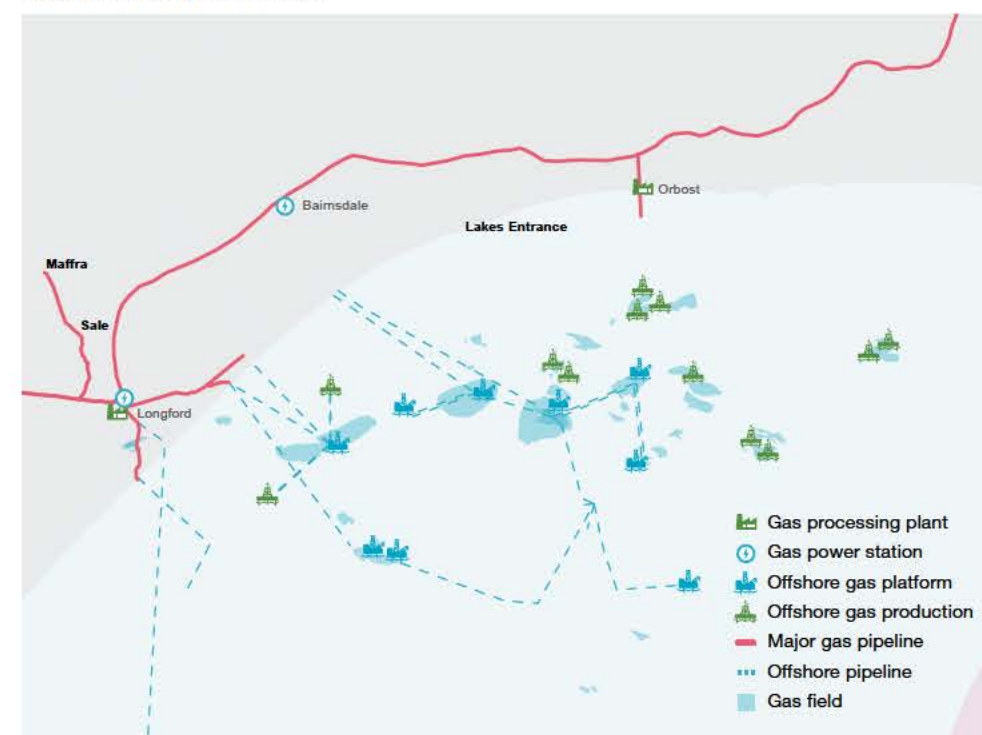 Orbost
Bairnsdale
Lakes Entrance
Maffra
Sale
Longford
Gas processing plant
Gas power station
Offshore gas platform
Offshore gas production
Major gas pipeline
Offshore pipeline
Gas field